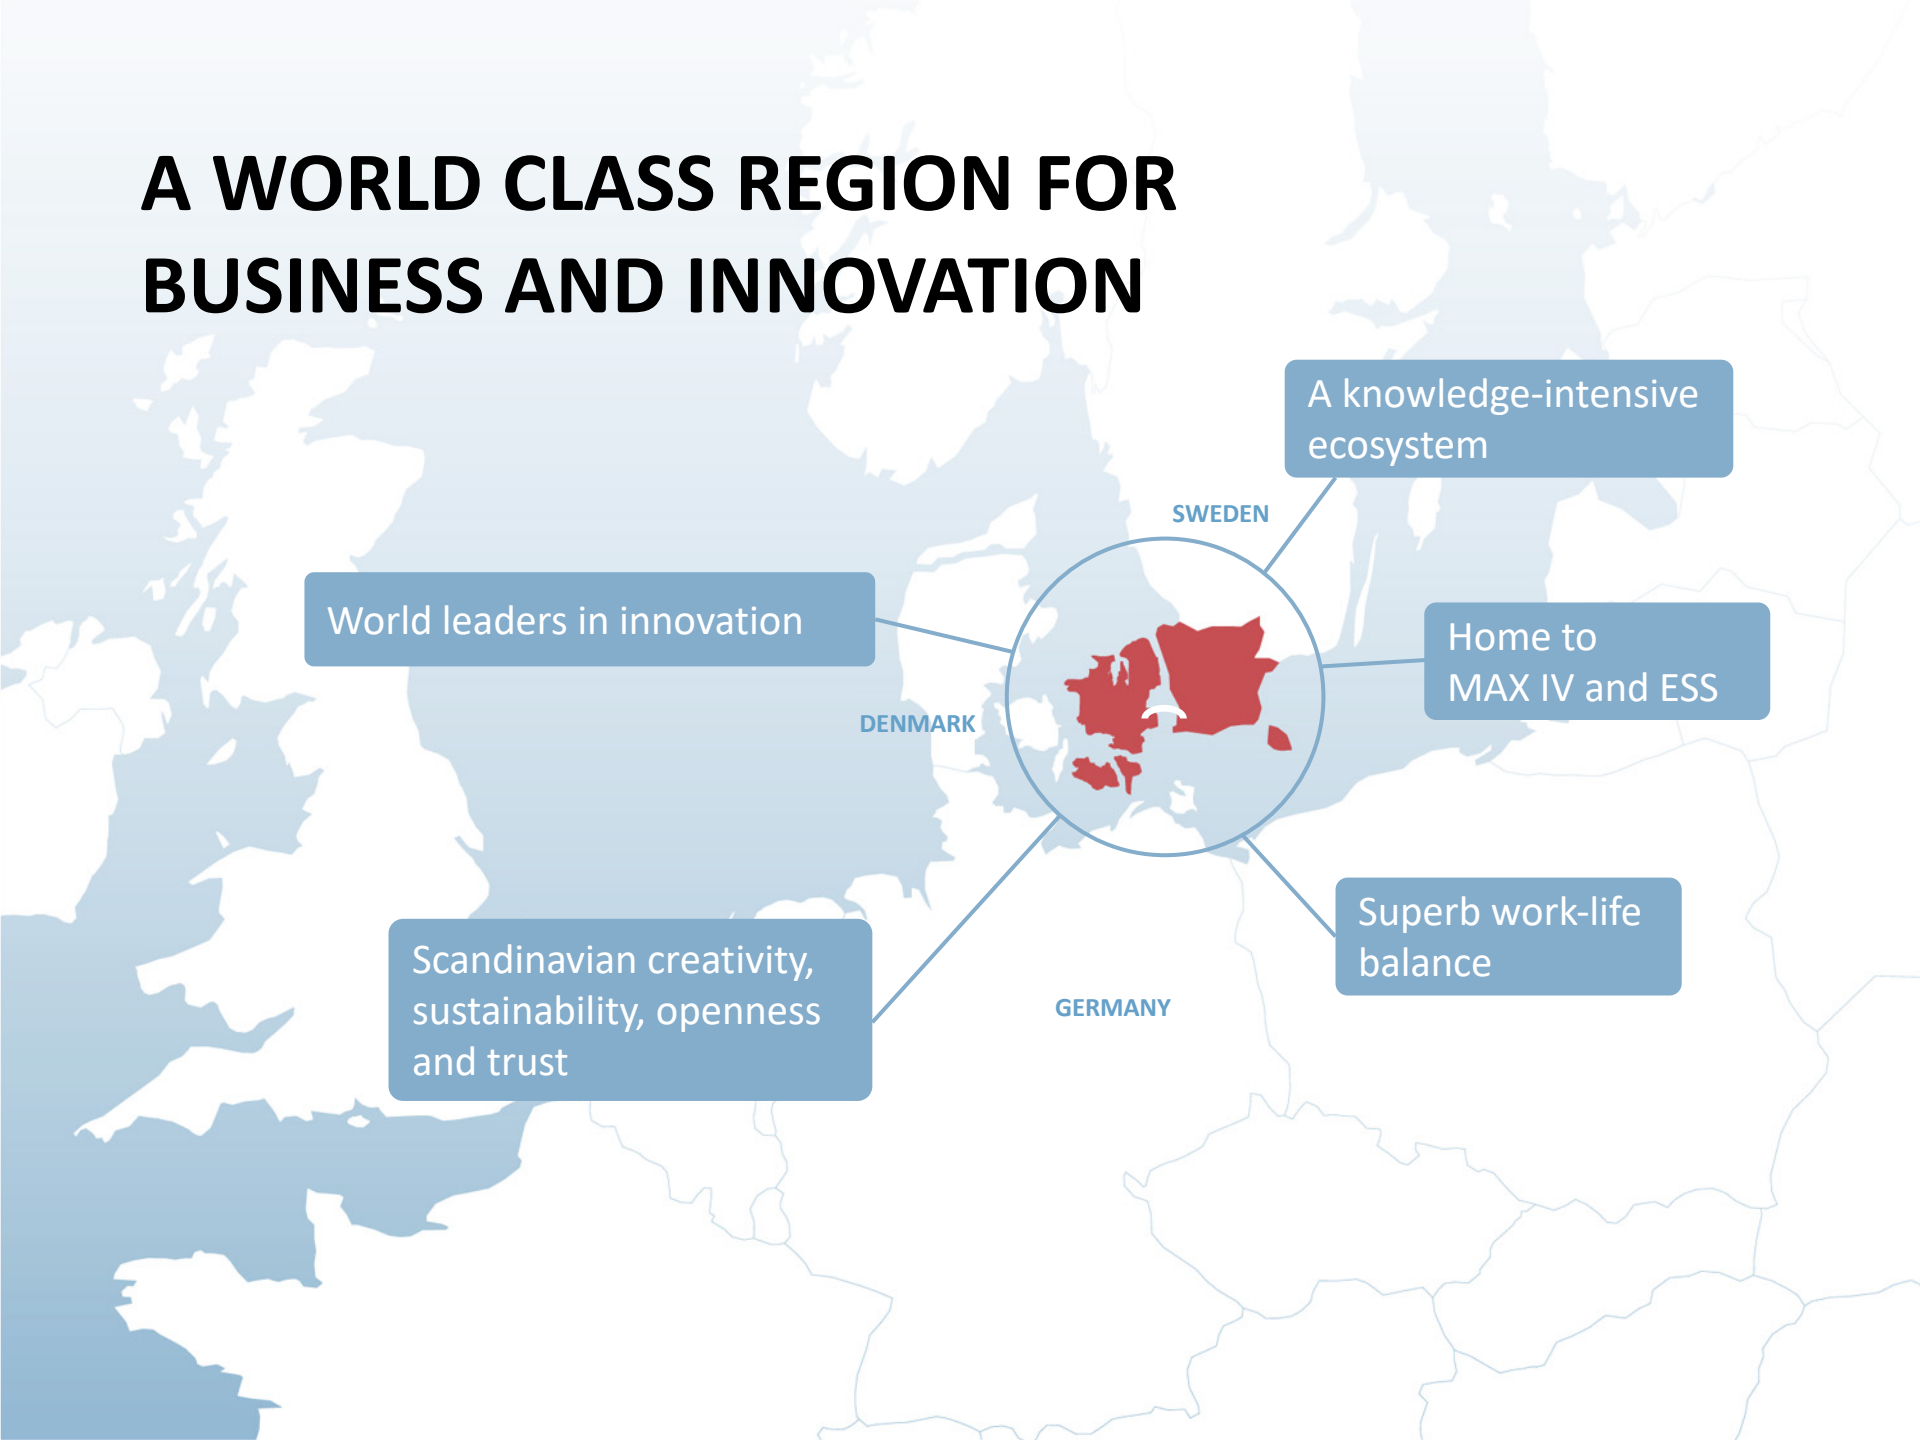 A WORLD CLASS REGION FOR
BUSINESS AND INNOVATION
A knowledge-intensive
ecosystem
SWEDEN
World leaders in innovation
Home to
MAX IV and ESS
DENMARK
Superb work-life
balance
Scandinavian creativity,
sustainability, openness
and trust
GERMANY